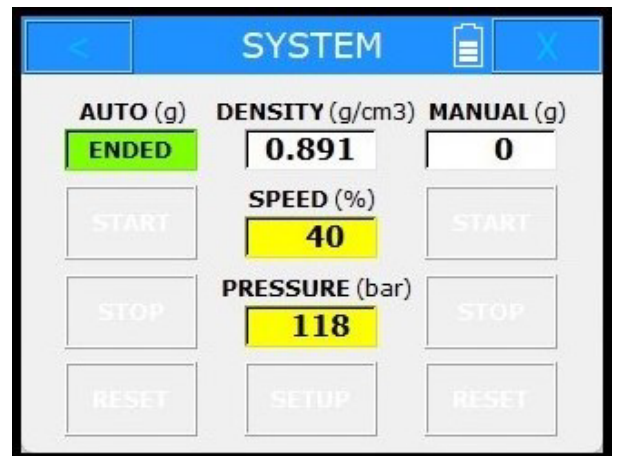 < SYSTEM X
AUTO (g) DENSITY (g/cm3) MANUAL (g)
ENDED 0.891 0
SPEED (%)
START 40 START
PRESSURE (bar)
STOP 118 STOP
RESET SETUP RESET